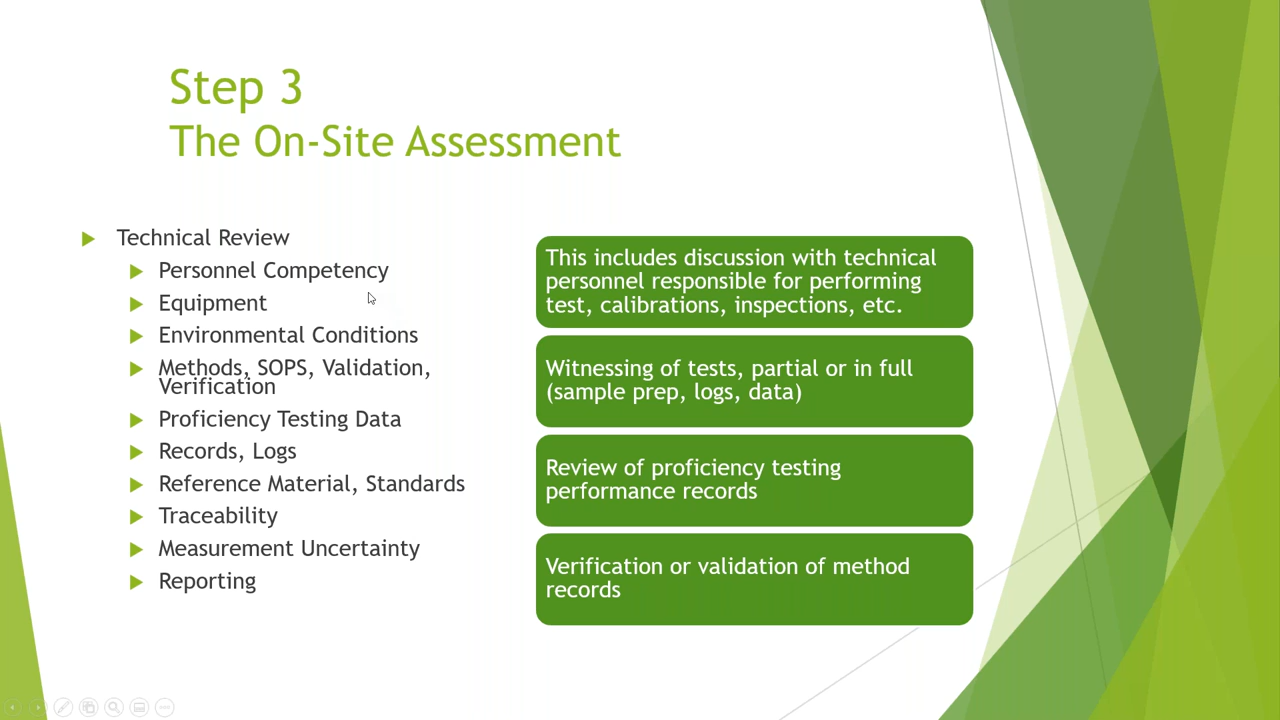 Step 3
The On-Site Assessment
Technical Review
Personnel Competency
Equipment
Environmental Conditions
Methods, SOPS, Validation,
Verification
Proficiency Testing Data
Records, Logs
Reference Material, Standards
Traceability
Measurement Uncertainty
Reporting
This includes discussion with technical
personnel responsible for performing
test, calibrations, inspections, etc.
Witnessing of tests, partial or in full
(sample prep, logs, data)
Review of proficiency testing
performance records
Verification or validation of method
records